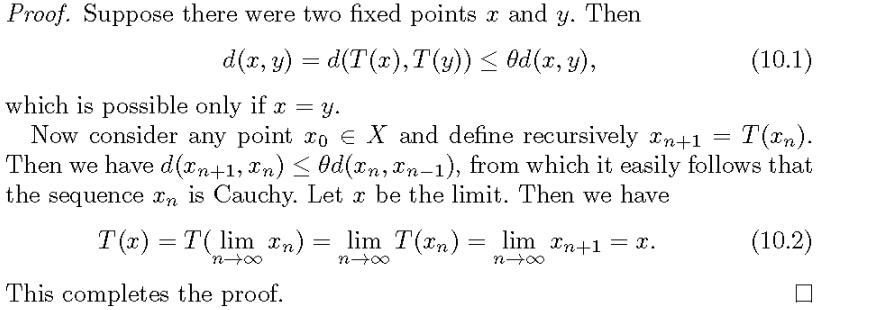 Proof. Suppose there were two fixed points x and y. Then
d(x, y) = d(T(x), T(y)) ≤ θd(x, y), (10.1)
which is possible only if x = y.
Now consider any point x₀ ∈ X and define recursively xₙ₊₁ = T(xₙ).
Then we have d(xₙ₊₁, xₙ) ≤ θd(xₙ, xₙ₋₁), from which it easily follows that
the sequence xₙ is Cauchy. Let x be the limit. Then we have
T(x) = T(lim_{n→∞} xₙ) = lim_{n→∞} T(xₙ) = lim_{n→∞} xₙ₊₁ = x. (10.2)
This completes the proof. □